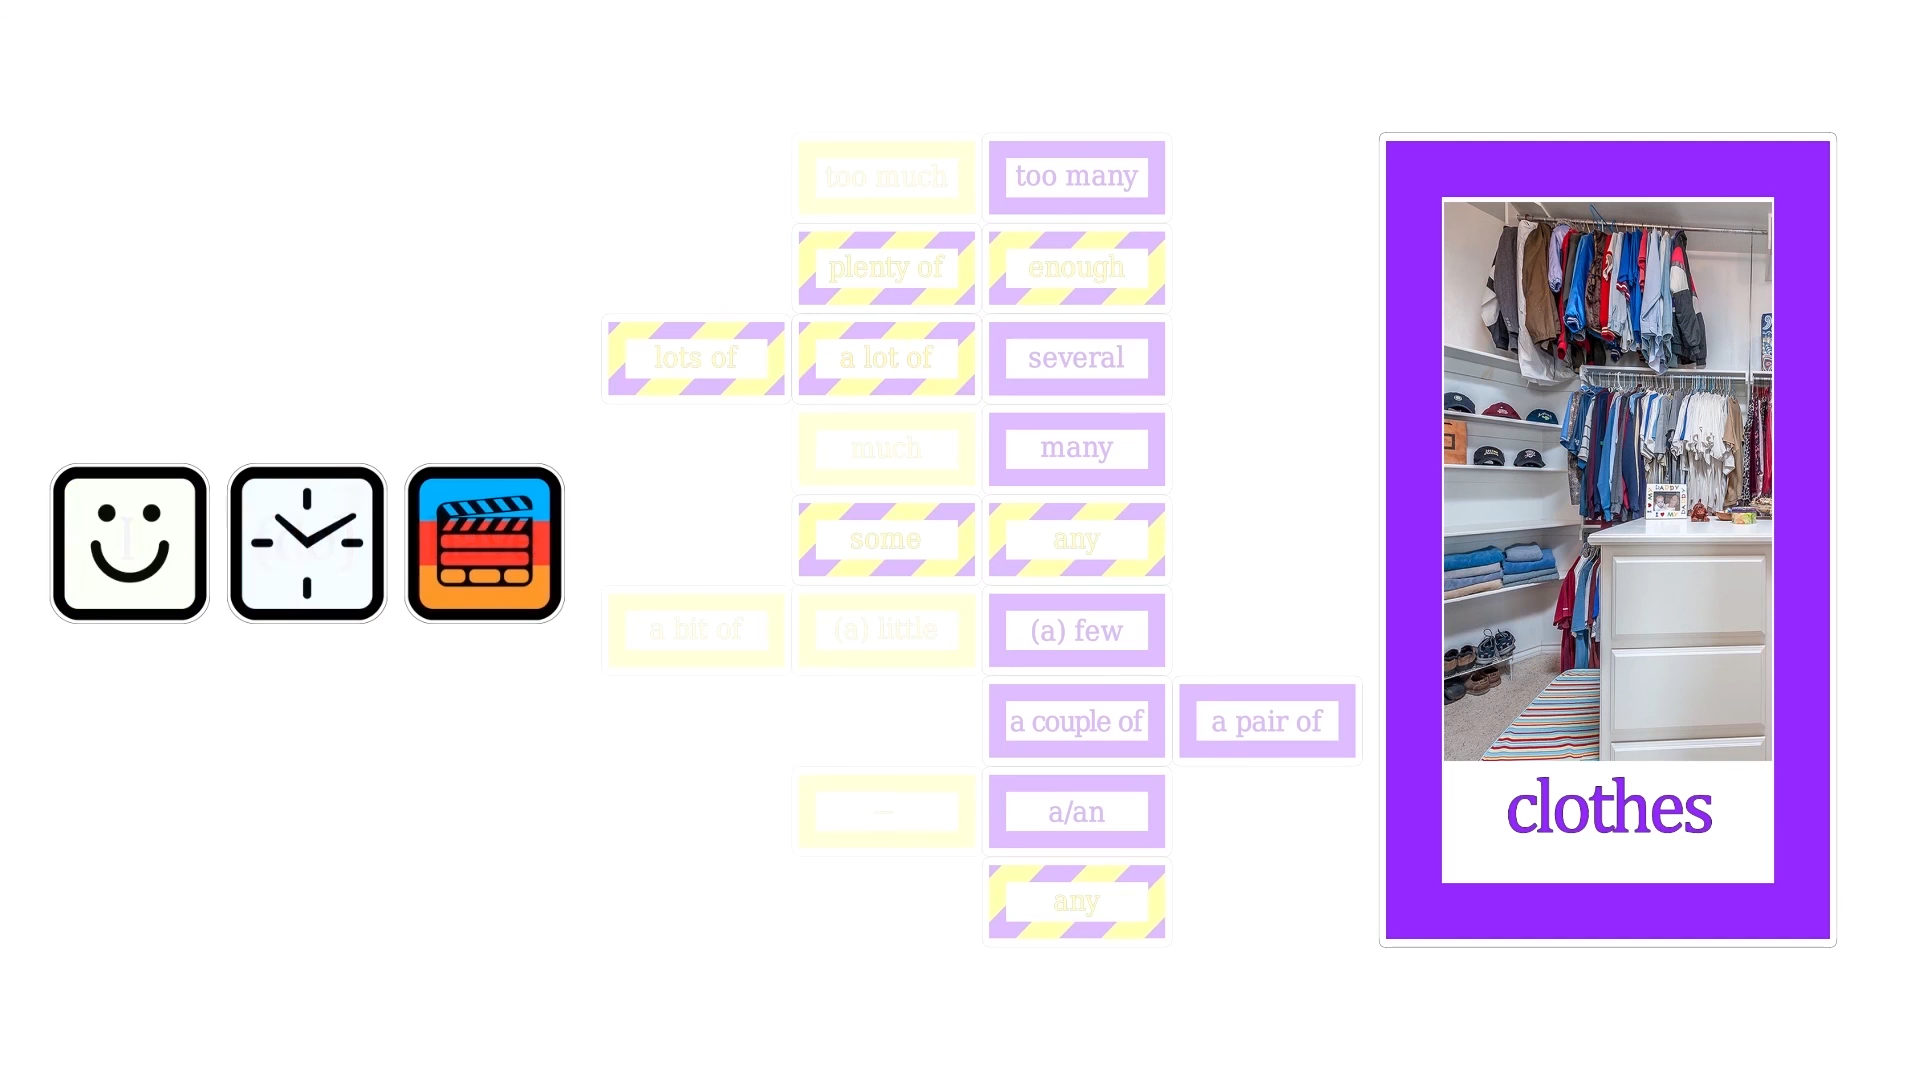 too much too many
plenty of enough
lots of a lot of several
much many
some any
a bit of (a) little (a) few
a couple of a pair of
— a/an
any
clothes